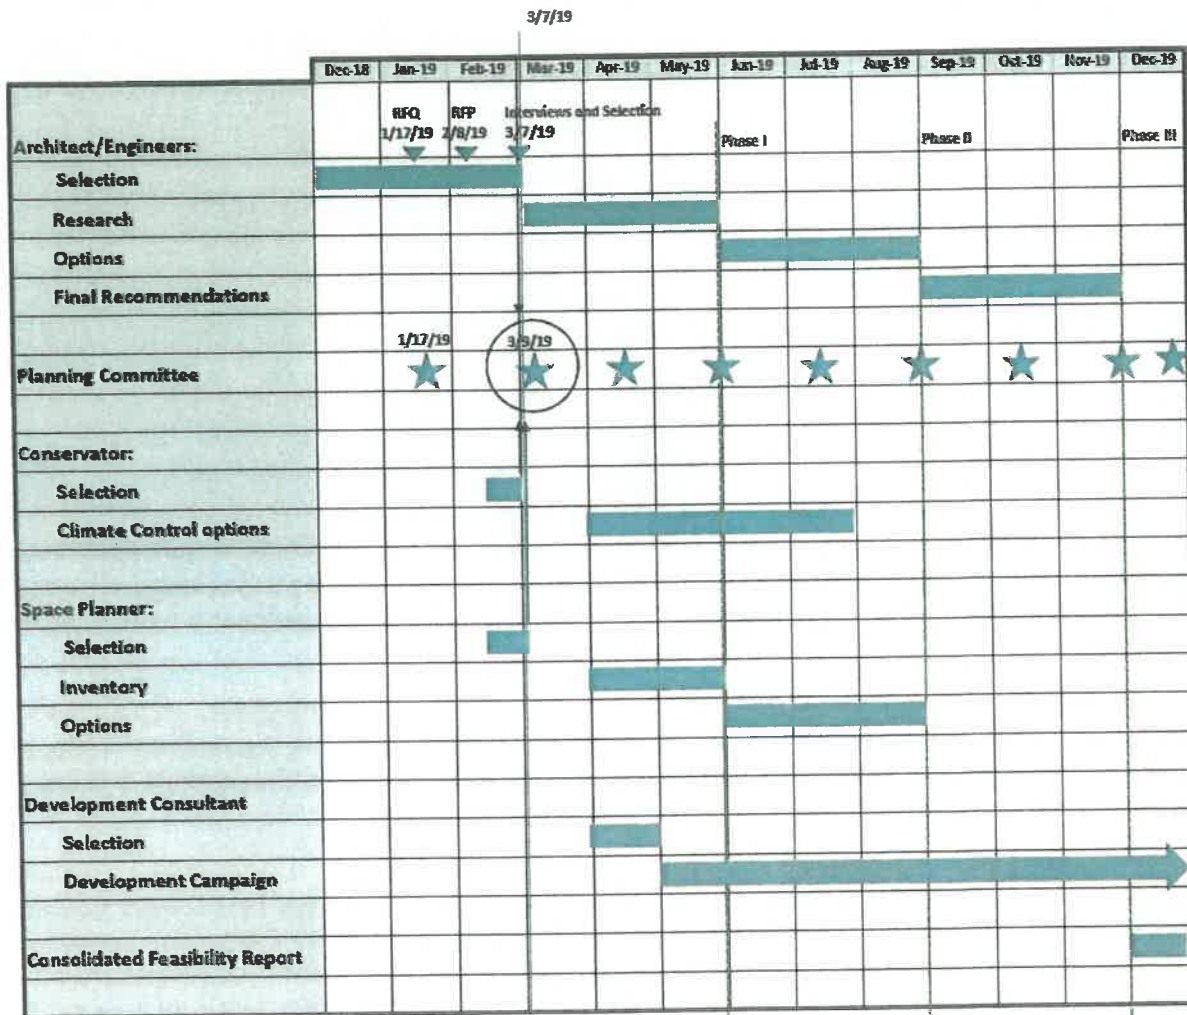 3/7/19
Dec-18 Jan-19 Feb-19 Mar-19 Apr-19 May-19 Jun-19 Jul-19 Aug-19 Sep-19 Oct-19 Nov-19 Dec-19
RFQ RFP Interviews and Selection
1/17/19 2/8/19 3/7/19
Phase I Phase II Phase III
Architect/Engineers:
Selection
Research
Options
Final Recommendations
1/17/19 3/9/19
Planning Committee
Conservator:
Selection
Climate Control options
Space Planner:
Selection
Inventory
Options
Development Consultant
Selection
Development Campaign
Consolidated Feasibility Report